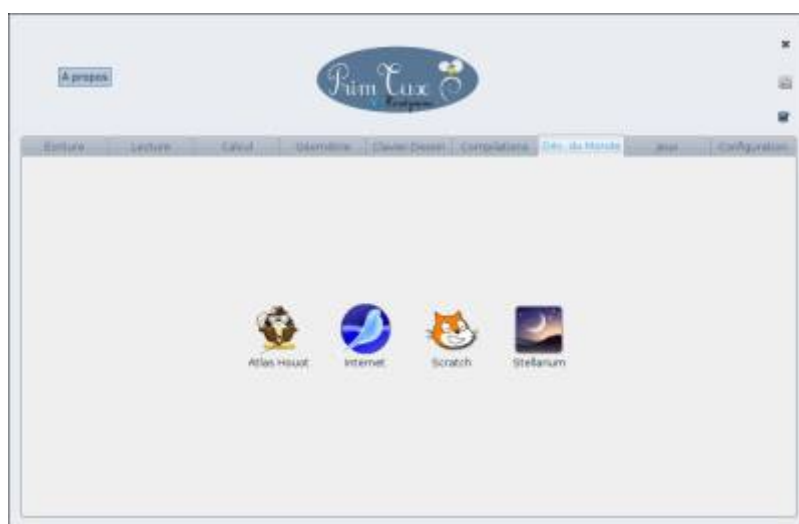 À propos
Prim Tux
Ecriture Lecture Calcul Géométrie Clavier-Dessin Compilations Déc. du Monde Jeux Configuration
Atlas Houat Internet Scratch Stellarium